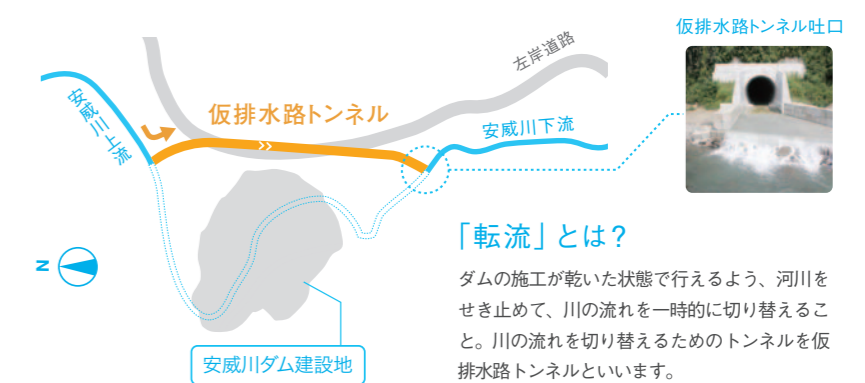 仮排水路トンネル吐口
左岸道路
安威川上流
仮排水路トンネル
安威川下流
N
「転流」とは？
ダムの施工が乾いた状態で行えるよう、河川を
せき止めて、川の流れを一時的に切り替えるこ
と。川の流れを切り替えるためのトンネルを仮
排水路トンネルといいます。
安威川ダム建設地